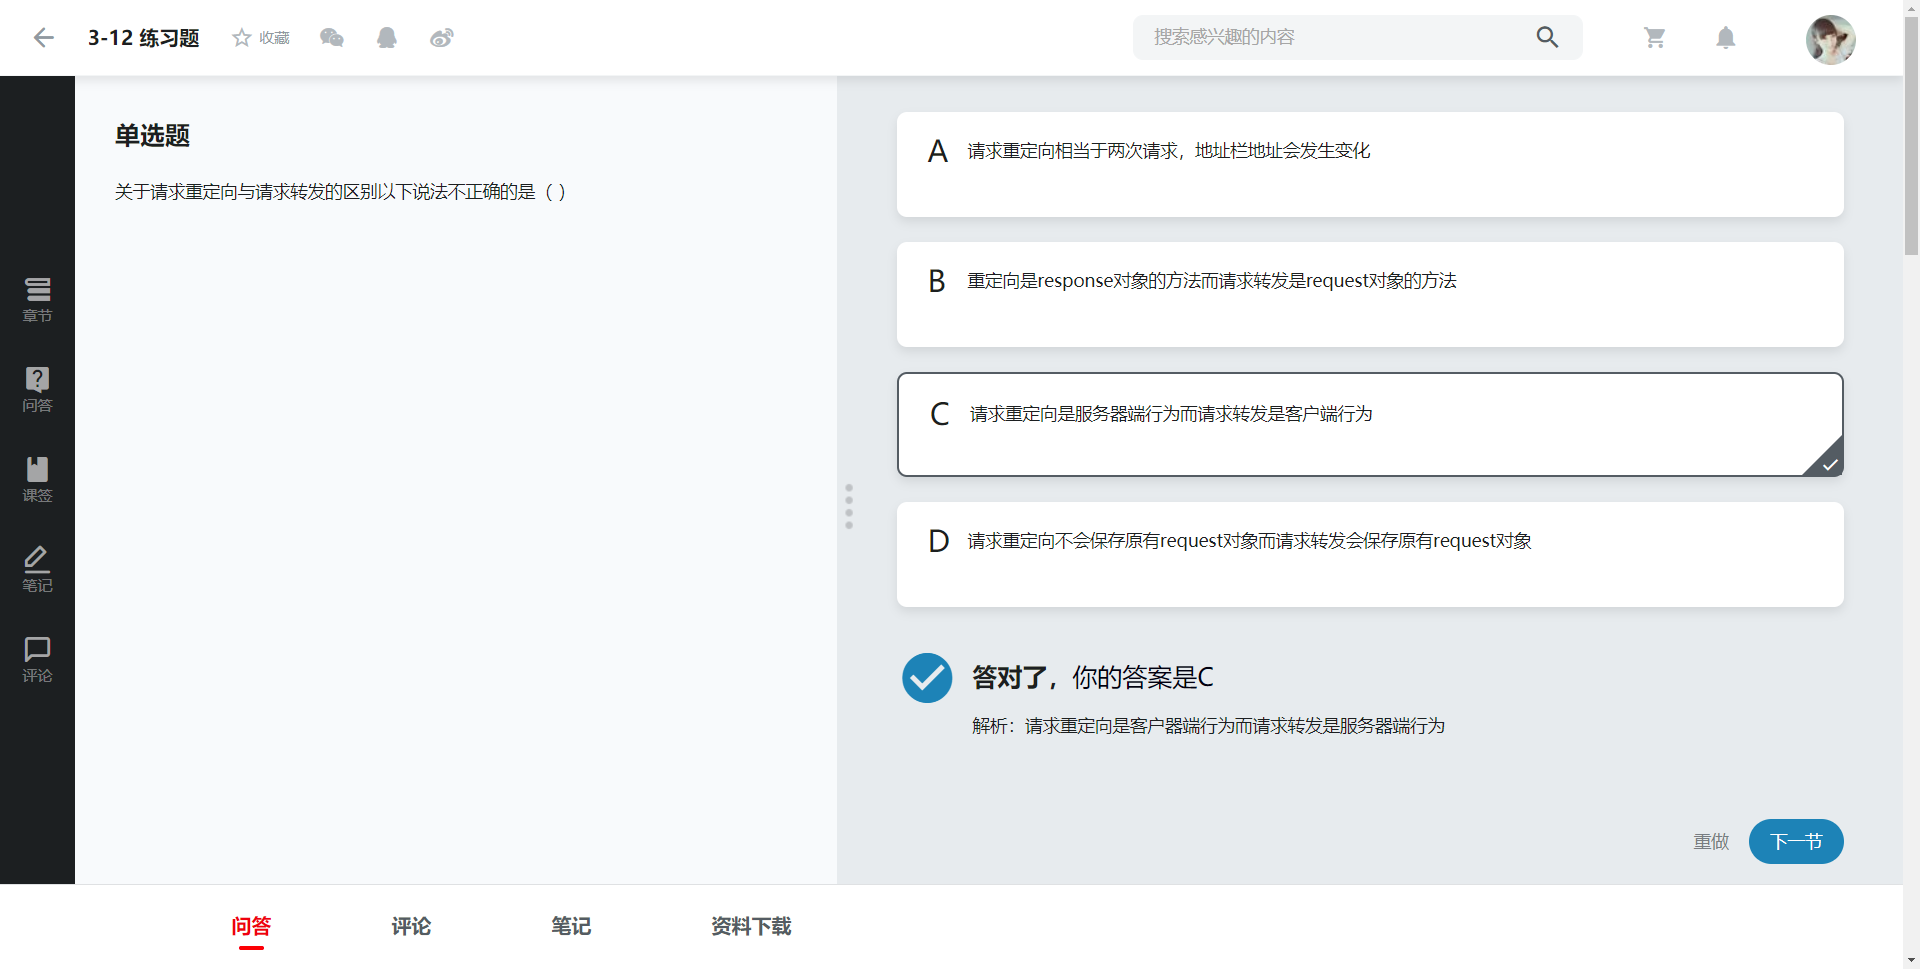 3-12 练习题
收藏
搜索感兴趣的内容
章节
问答
课签
笔记
评论
单选题
关于请求重定向与请求转发的区别以下说法不正确的是（ ）
A 请求重定向相当于两次请求，地址栏地址会发生变化
B 重定向是response对象的方法而请求转发是request对象的方法
C 请求重定向是服务器端行为而请求转发是客户端行为
D 请求重定向不会保存原有request对象而请求转发会保存原有request对象
答对了，你的答案是C
解析：请求重定向是客户器端行为而请求转发是服务器端行为
重做
下一节
问答
评论
笔记
资料下载